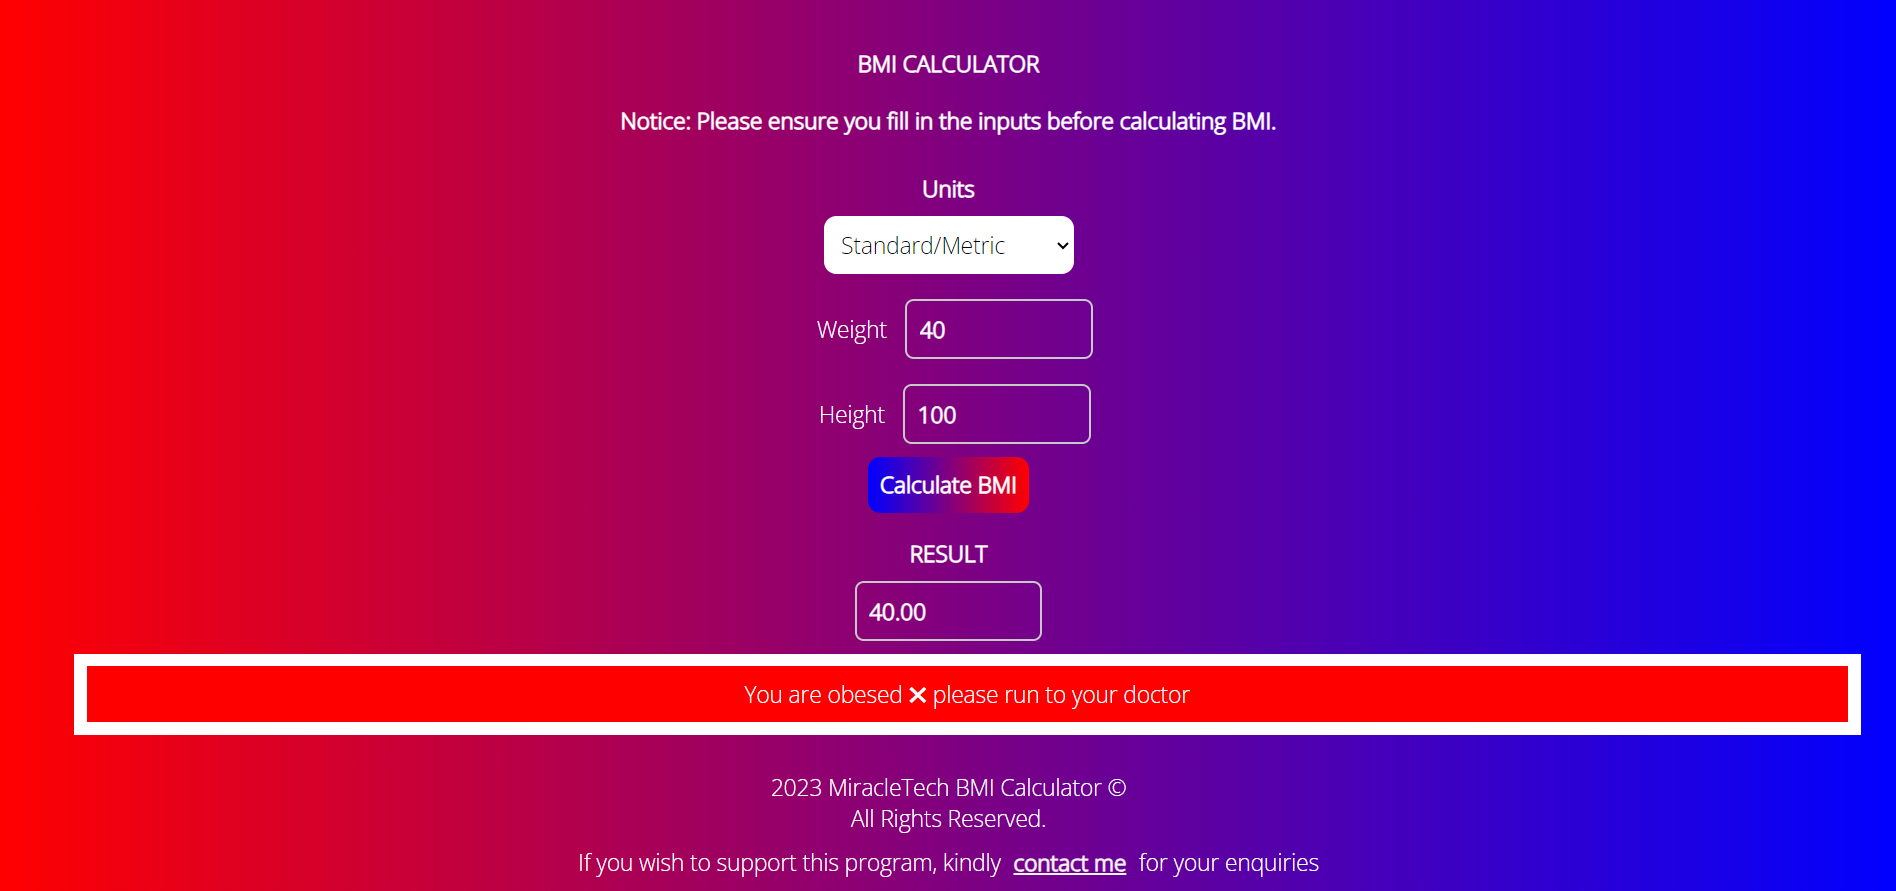 BMI CALCULATOR
Notice: Please ensure you fill in the inputs before calculating BMI.
Units
Standard/Metric
Weight 40
Height 100
Calculate BMI
RESULT
40.00
You are obesed ❌ please run to your doctor
2023 MiracleTech BMI Calculator ©
All Rights Reserved.
If you wish to support this program, kindly contact me for your enquiries